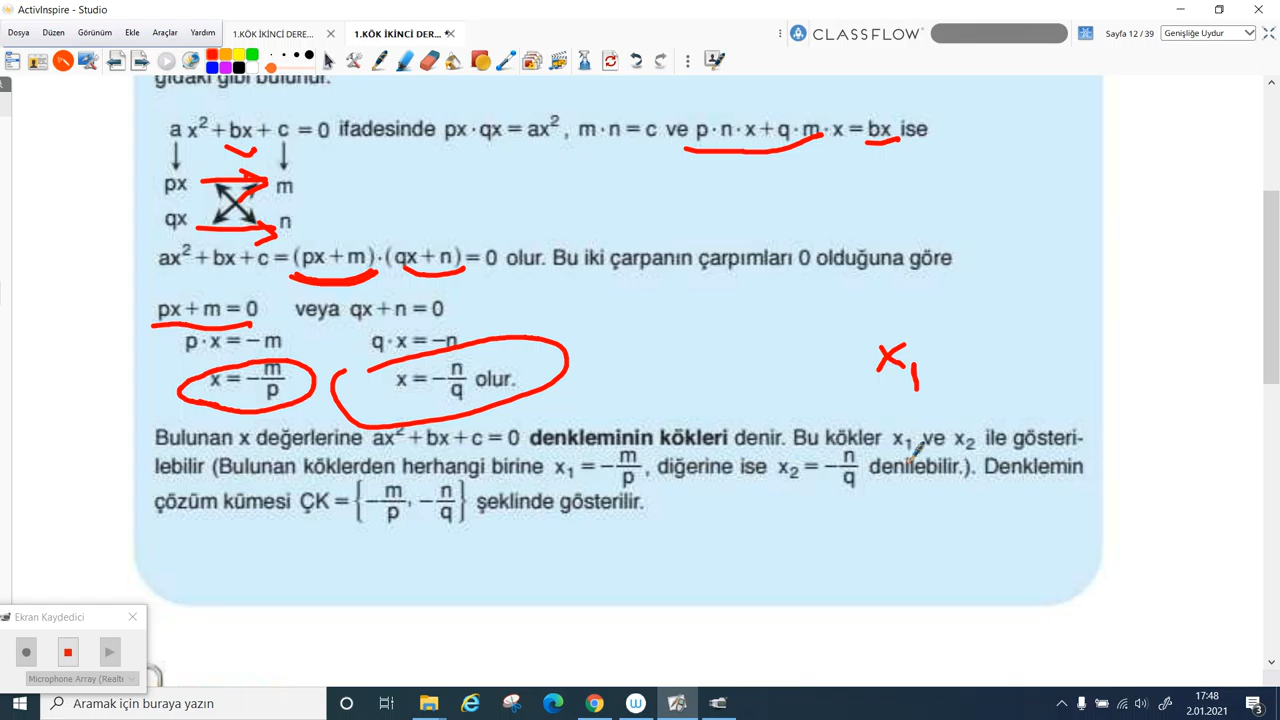 ActivInspire - Studio
Dosya Düzen Görünüm Ekle Araçlar Yardım
1.KÖK İKİNCİ DERE...
1.KÖK İKİNCİ DER...
CLASSFLOW
Sayfa 12 / 39
Genişliğe Uydur
gıdaki gibi bulunur.
a x² + bx + c = 0 ifadesinde px · qx = ax², m · n = c ve p · n · x + q · m · x = bx ise
px m
qx n
ax² + bx + c = (px + m) · (qx + n) = 0 olur. Bu iki çarpanın çarpımları 0 olduğuna göre
px + m = 0 veya qx + n = 0
p · x = − m q · x = −n
x = − m/p x = − n/q olur.
x₁
Bulunan x değerlerine ax² + bx + c = 0 denkleminin kökleri denir. Bu kökler x₁ ve x₂ ile gösteri-
lebilir (Bulunan köklerden herhangi birine x₁ = − m/p, diğerine ise x₂ = − n/q denilebilir.). Denklemin
çözüm kümesi ÇK = {− m/p, − n/q} şeklinde gösterilir.
Ekran Kaydedici
Microphone Array (Realte
Aramak için buraya yazın
17:48
2.01.2021
3